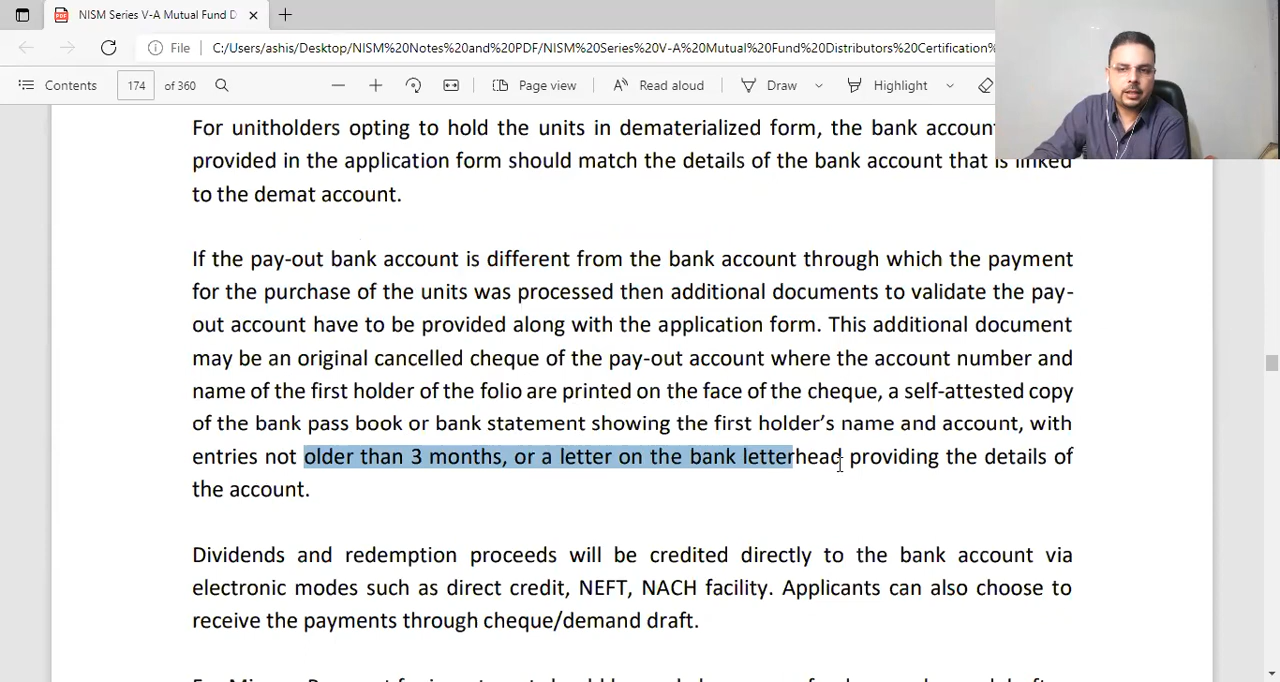 NISM Series V-A Mutual Fund D
File
C:/Users/ashis/Desktop/NISM%20Notes%20and%20PDF/NISM%20Series%20V-A%20Mutual%20Fund%20Distributors%20Certification%
Contents
174 of 360
Page view
Read aloud
Draw
Highlight
For unitholders opting to hold the units in dematerialized form, the bank account
provided in the application form should match the details of the bank account that is linked
to the demat account.
If the pay-out bank account is different from the bank account through which the payment
for the purchase of the units was processed then additional documents to validate the pay-
out account have to be provided along with the application form. This additional document
may be an original cancelled cheque of the pay-out account where the account number and
name of the first holder of the folio are printed on the face of the cheque, a self-attested copy
of the bank pass book or bank statement showing the first holder's name and account, with
entries not older than 3 months, or a letter on the bank letterhead providing the details of
the account.
Dividends and redemption proceeds will be credited directly to the bank account via
electronic modes such as direct credit, NEFT, NACH facility. Applicants can also choose to
receive the payments through cheque/demand draft.